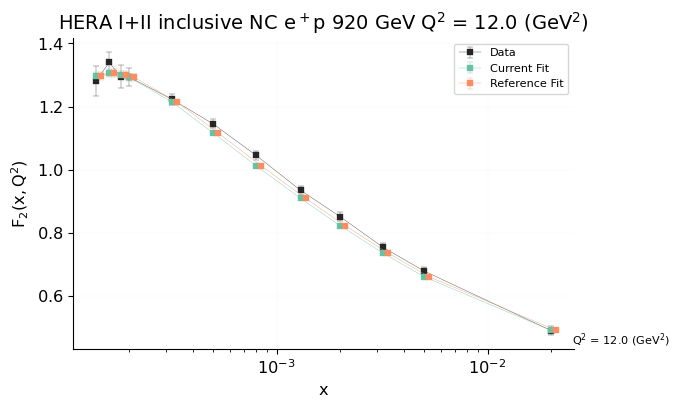 HERA I+II inclusive NC e⁺p 920 GeV Q² = 12.0 (GeV²)
Data
Current Fit
Reference Fit
F₂(x, Q²)
1.4
1.2
1.0
0.8
0.6
Q² = 12.0 (GeV²)
10⁻³
10⁻²
x